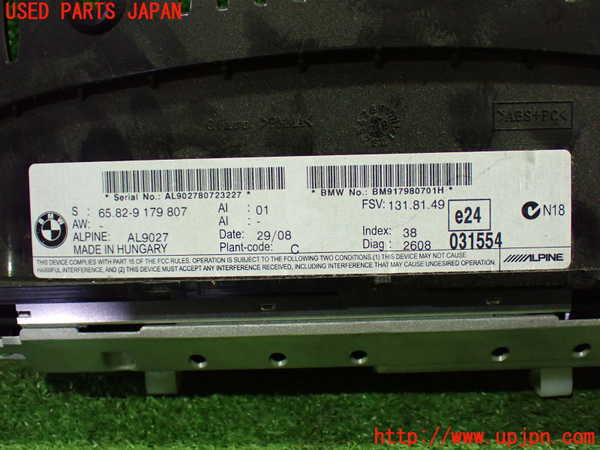 USED PARTS JAPAN
>ABS+PC<
* Serial No.: AL902780723227 *
* BMW No.: BM917980701H *
BMW
S : 65.82-9 179 807
AW: -
ALPINE: AL9027
MADE IN HUNGARY
AI : 01
AI : -
Date: 29/08
Plant-code: C
FSV: 131.81.49
Index: 38
Diag : 2608
e24
031554
N18
THIS DEVICE COMPLIES WITH PART 15 OF THE FCC RULES. OPERATION IS SUBJECT TO THE FOLLOWING TWO CONDITIONS: (1) THIS DEVICE MAY NOT CAUSE
HARMFUL INTERFERENCE, AND (2) THIS DEVICE MUST ACCEPT ANY INTERFERENCE RECEIVED, INCLUDING INTERFERENCE THAT MAY CAUSE UNDESIRED OPERATION.
ALPINE
http://www.upjpn.com/